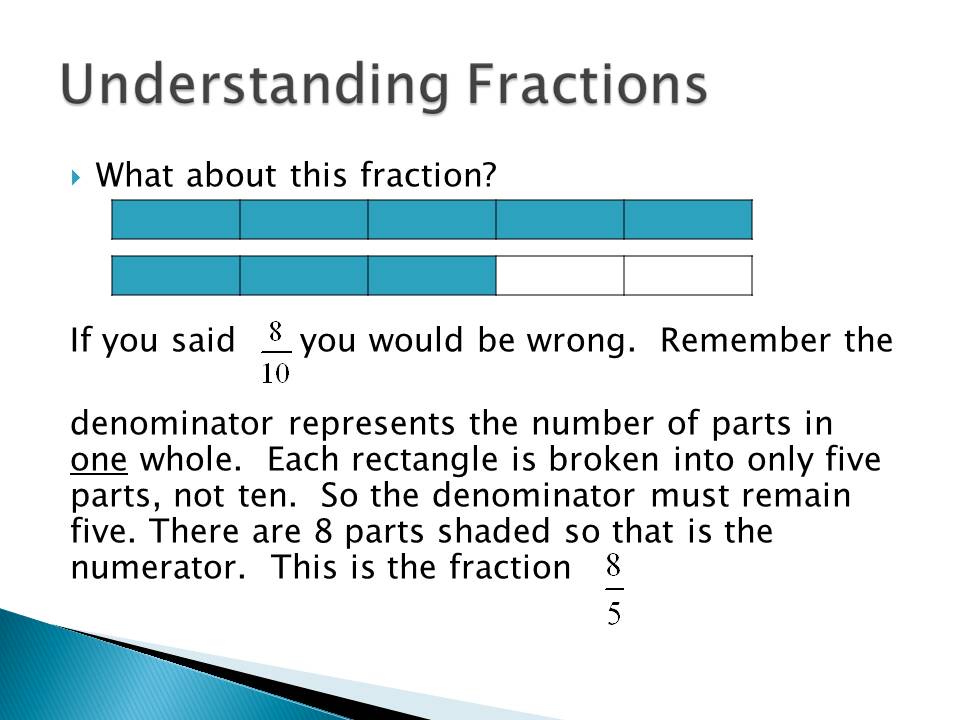 Understanding Fractions
What about this fraction?
If you said 8/10 you would be wrong. Remember the
denominator represents the number of parts in
one whole. Each rectangle is broken into only five
parts, not ten. So the denominator must remain
five. There are 8 parts shaded so that is the
numerator. This is the fraction 8/5